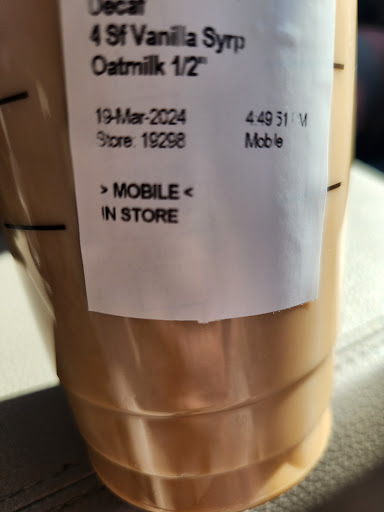 Decaf
4 Sf Vanilla Syrp
Oatmilk 1/2"
19-Mar-2024 4:49:51
Store: 19298 Mobile
> MOBILE <
IN STORE